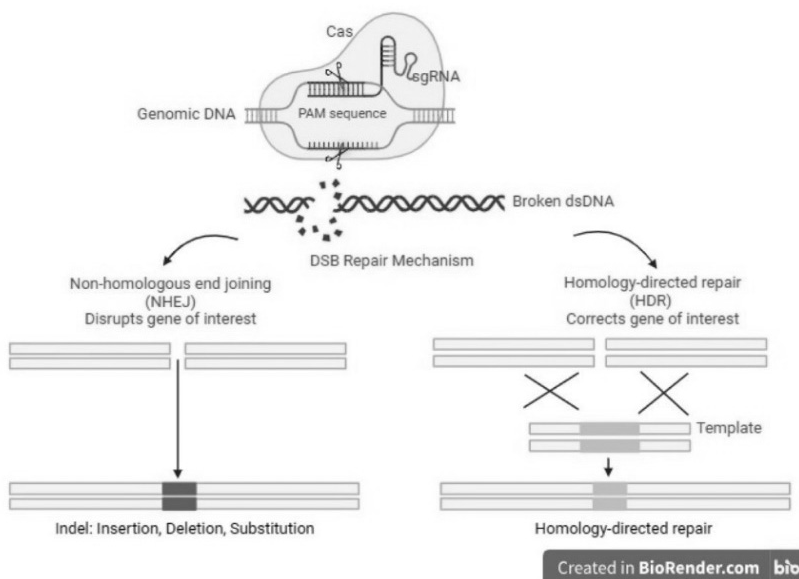 Cas
sgRNA
Genomic DNA
PAM sequence
Broken dsDNA
DSB Repair Mechanism
Non-homologous end joining
(NHEJ)
Disrupts gene of interest
Homology-directed repair
(HDR)
Corrects gene of interest
Template
Indel: Insertion, Deletion, Substitution
Homology-directed repair
Created in BioRender.com bio